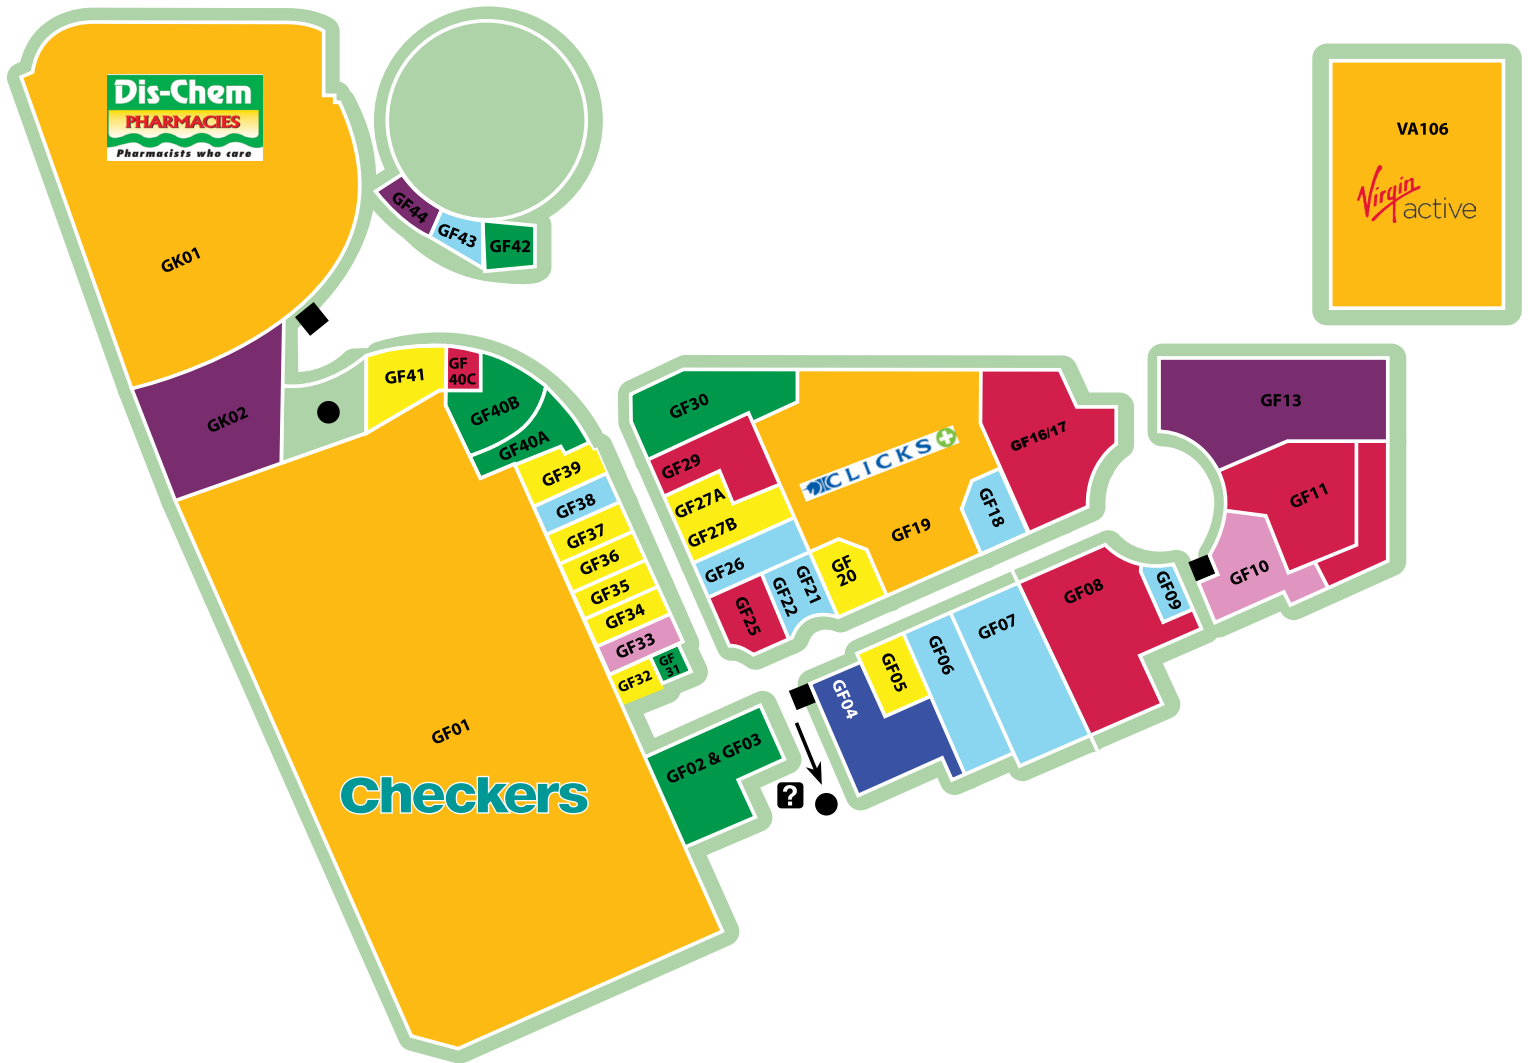 Dis-Chem
PHARMACIES
Pharmacists who care
GK01
GK02
GF44
GF43
GF42
VA106
Virgin
active
GF41
GF
40C
GF40B
GF40A
GF39
GF38
GF37
GF36
GF35
GF34
GF33
GF32
GF
31
GF01
Checkers
GF02 & GF03
GF30
GF29
GF27A
GF27B
GF26
GF25
GF22
GF21
GF
20
CLICKS
GF19
GF18
GF16/17
GF13
GF11
GF10
GF09
GF08
GF07
GF06
GF05
GF04
?